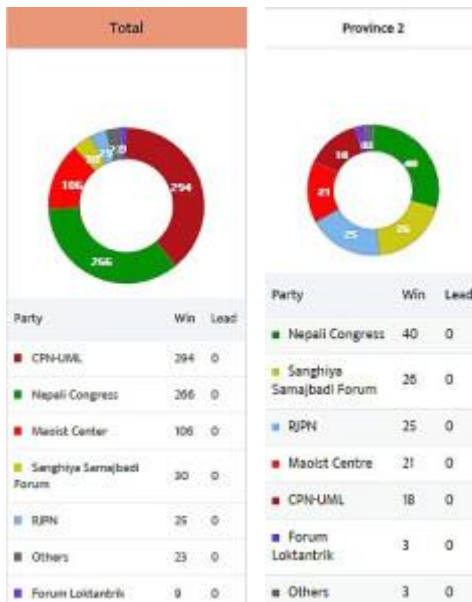 Total
294
266
106
30
Party Win Lead
CPN-UML 294 0
Nepali Congress 266 0
Maoist Center 106 0
Sanghiya Samajbadi
Forum 30 0
RJPN 25 0
Others 23 0
Forum Loktantrik 9 0
Province 2
40
26
25
21
18
Party Win Lead
Nepali Congress 40 0
Sanghiya
Samajbadi Forum 26 0
RJPN 25 0
Maoist Centre 21 0
CPN-UML 18 0
Forum
Loktantrik 3 0
Others 3 0